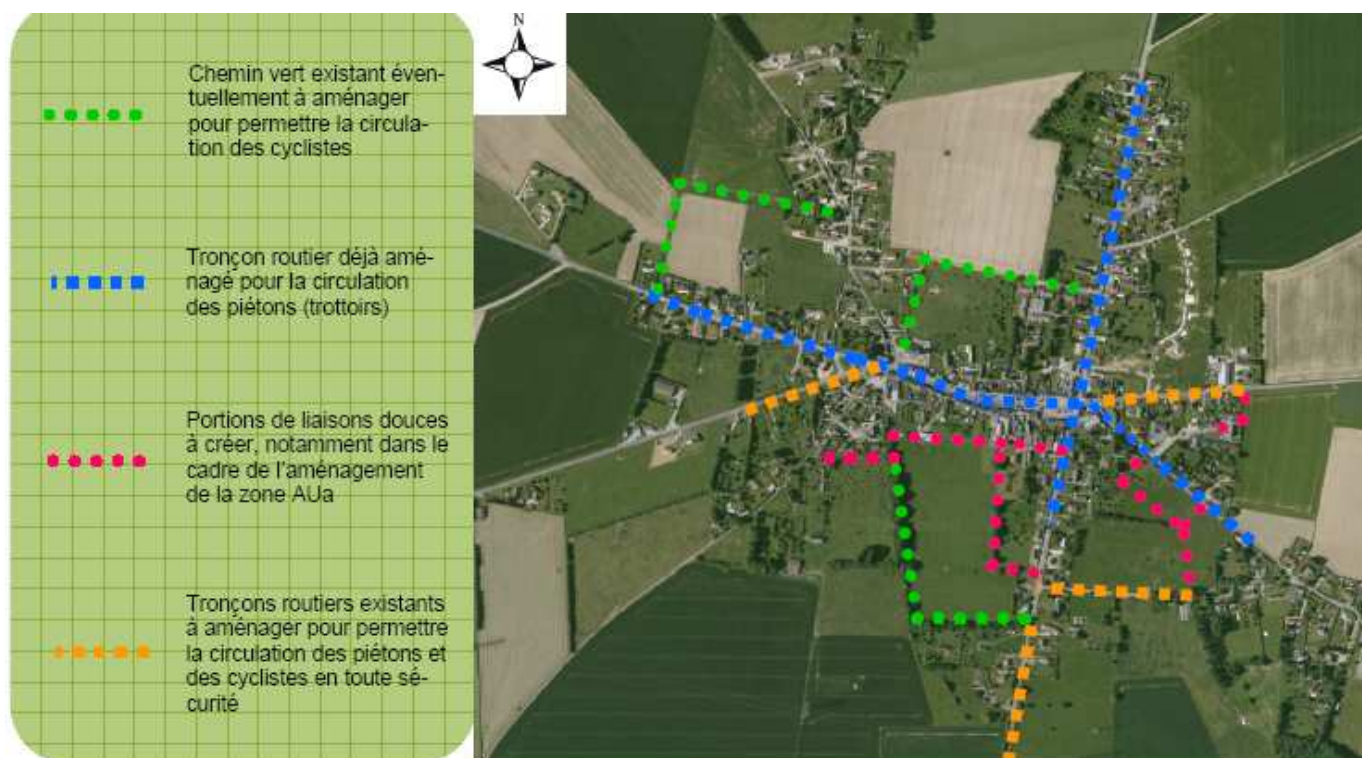 Chemin vert existant éven-
tuellement à aménager
pour permettre la circula-
tion des cyclistes
Tronçon routier déjà amé-
nagé pour la circulation
des piétons (trottoirs)
Portions de liaisons douces
à créer, notamment dans le
cadre de l'aménagement
de la zone AUa
Tronçons routiers existants
à aménager pour permettre
la circulation des piétons et
des cyclistes en toute sé-
curité
N